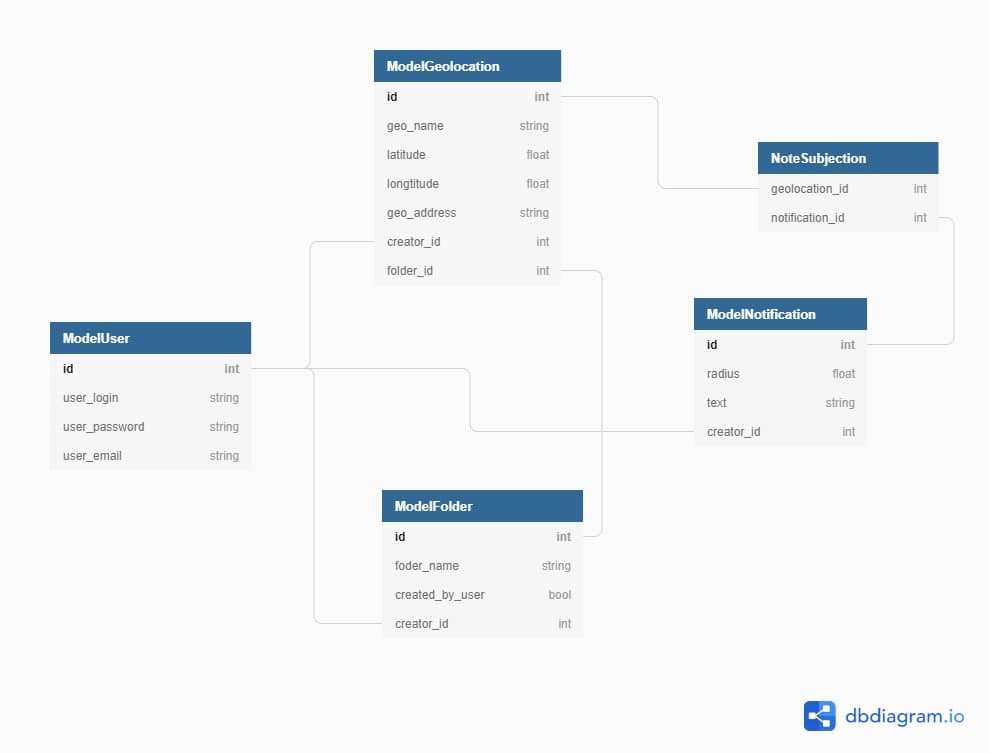 ModelGeolocation
id int
geo_name string
latitude float
longtitude float
geo_address string
creator_id int
folder_id int
NoteSubjection
geolocation_id int
notification_id int
ModelUser
id int
user_login string
user_password string
user_email string
ModelNotification
id int
radius float
text string
creator_id int
ModelFolder
id int
foder_name string
created_by_user bool
creator_id int
dbdiagram.io